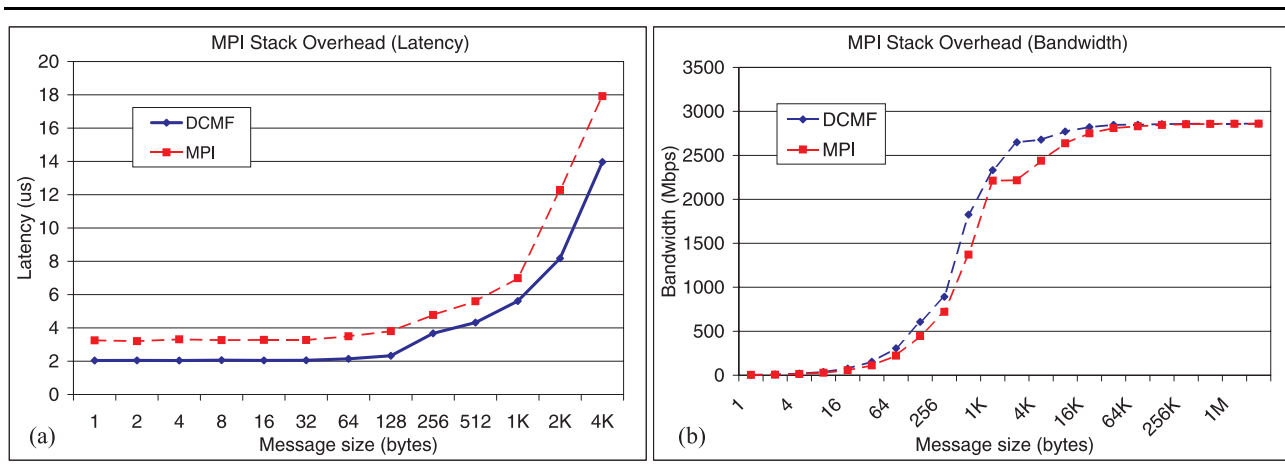 MPI Stack Overhead (Latency)
20
18
16
14
12
10
8
6
4
2
0
Latency (us)
DCMF
MPI
1 2 4 8 16 32 64 128 256 512 1K 2K 4K
Message size (bytes)
(a)
MPI Stack Overhead (Bandwidth)
3500
3000
2500
2000
1500
1000
500
0
Bandwidth (Mbps)
DCMF
MPI
1 4 16 64 256 1K 4K 16K 64K 256K 1M
Message size (bytes)
(b)